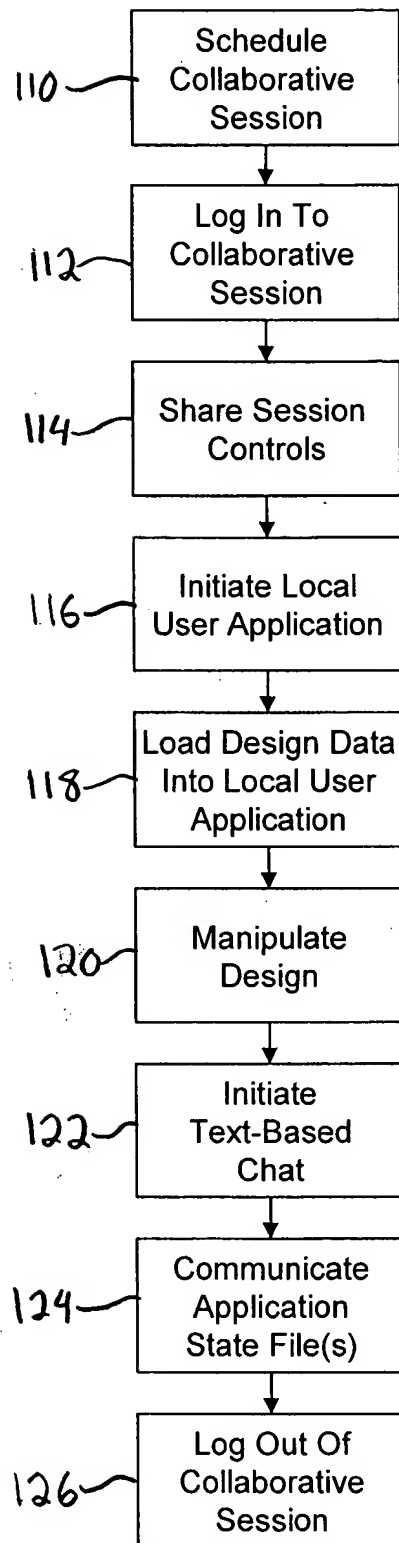 110
Schedule
Collaborative
Session
112
Log In To
Collaborative
Session
114
Share Session
Controls
116
Initiate Local
User Application
118
Load Design Data
Into Local User
Application
120
Manipulate
Design
122
Initiate
Text-Based
Chat
124
Communicate
Application
State File(s)
126
Log Out Of
Collaborative
Session